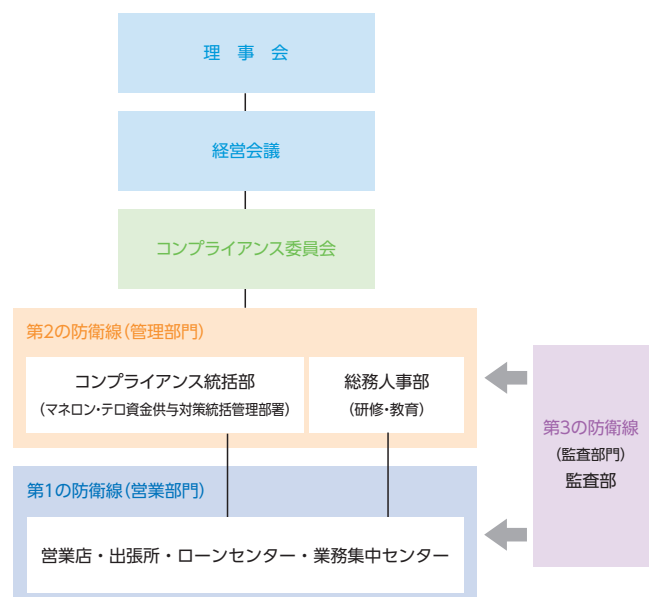 理　事　会
経営会議
コンプライアンス委員会
第2の防衛線（管理部門）
コンプライアンス統括部
（マネロン・テロ資金供与対策統括管理部署）
総務人事部
（研修・教育）
第3の防衛線
（監査部門）
監査部
第1の防衛線（営業部門）
営業店・出張所・ローンセンター・業務集中センター